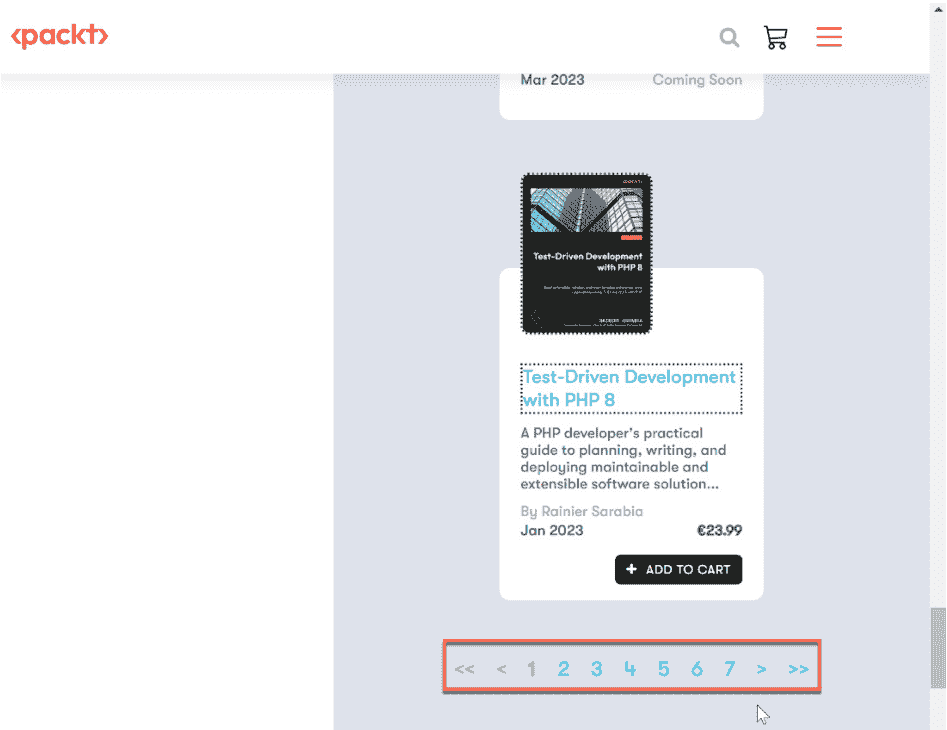 <packt>
Mar 2023 Coming Soon
Test-Driven Development
with PHP 8
Test-Driven Development
with PHP 8
A PHP developer's practical
guide to planning, writing, and
deploying maintainable and
extensible software solution...
By Rainier Sarabia
Jan 2023 €23.99
+ ADD TO CART
<< < 1 2 3 4 5 6 7 > >>